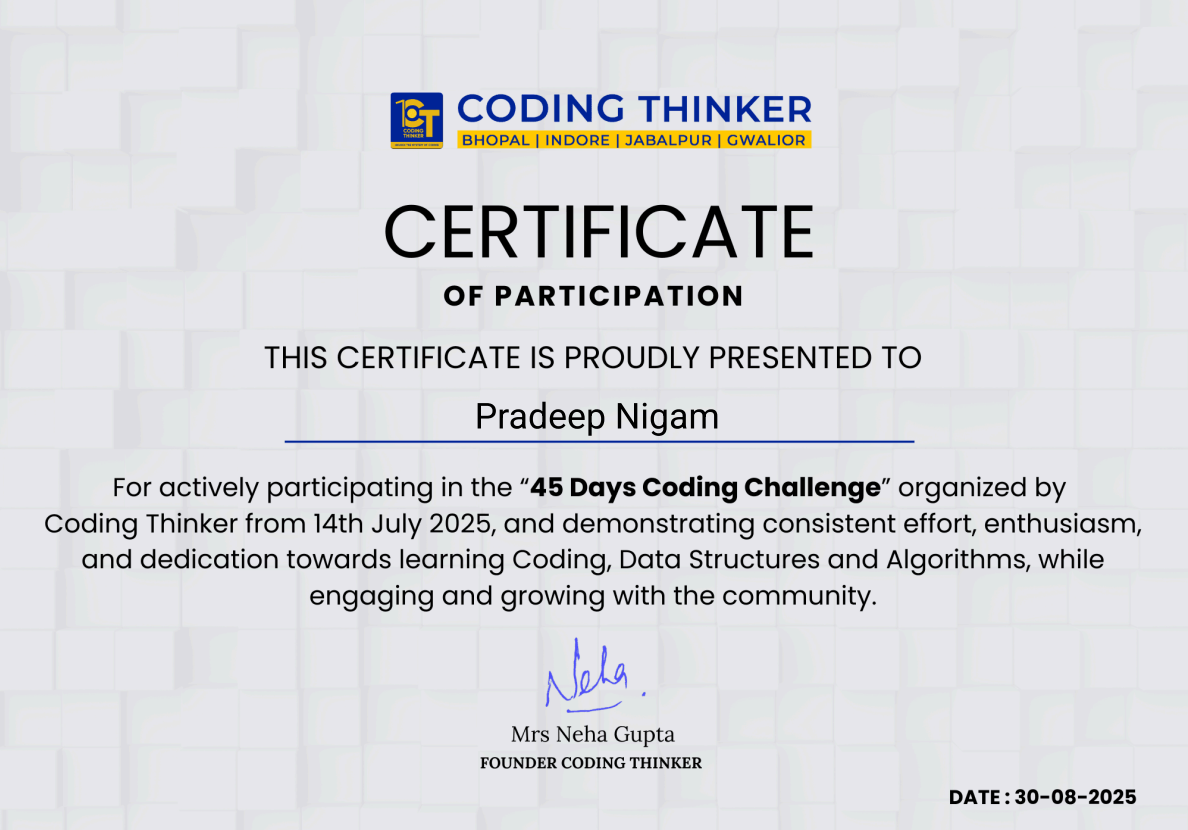 CODING THINKER
BHOPAL | INDORE | JABALPUR | GWALIOR
CODING
THINKER
CERTIFICATE
OF PARTICIPATION
THIS CERTIFICATE IS PROUDLY PRESENTED TO
Pradeep Nigam
For actively participating in the “45 Days Coding Challenge” organized by
Coding Thinker from 14th July 2025, and demonstrating consistent effort, enthusiasm,
and dedication towards learning Coding, Data Structures and Algorithms, while
engaging and growing with the community.
Neha.
Mrs Neha Gupta
FOUNDER CODING THINKER
DATE : 30-08-2025